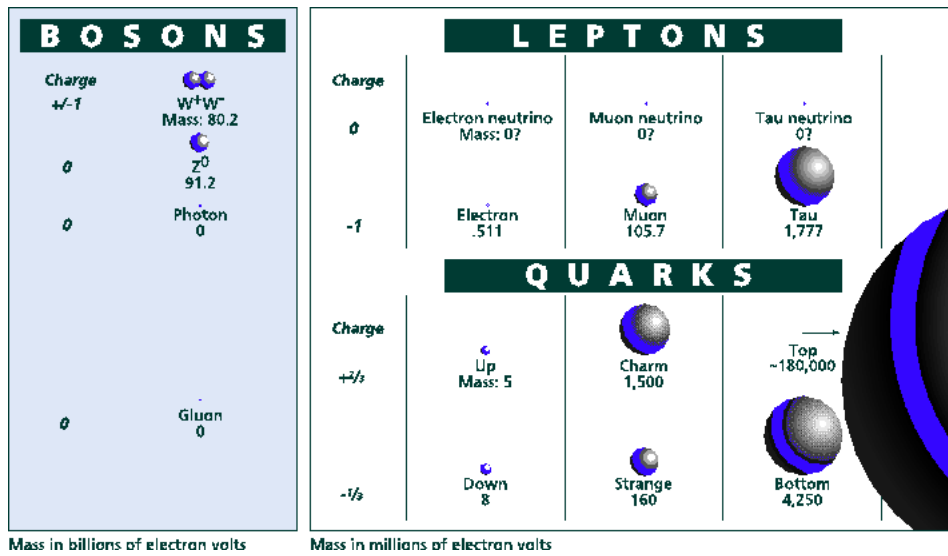 BOSONS
Charge
+/-1
W+W-
Mass: 80.2
0
Z0
91.2
0
Photon
0
0
Gluon
0
Mass in billions of electron volts
LEPTONS
Charge
0
Electron neutrino
Mass: 0?
Muon neutrino
0?
Tau neutrino
0?
-1
Electron
.511
Muon
105.7
Tau
1,777
QUARKS
Charge
+2/3
Up
Mass: 5
Charm
1,500
Top
~180,000
-1/3
Down
8
Strange
160
Bottom
4,250
Mass in millions of electron volts